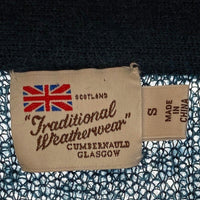 SCOTLAND
"Traditional
Weatherwear"
CUMBERNAULD
GLASGOW
S
MADE IN
CHINA